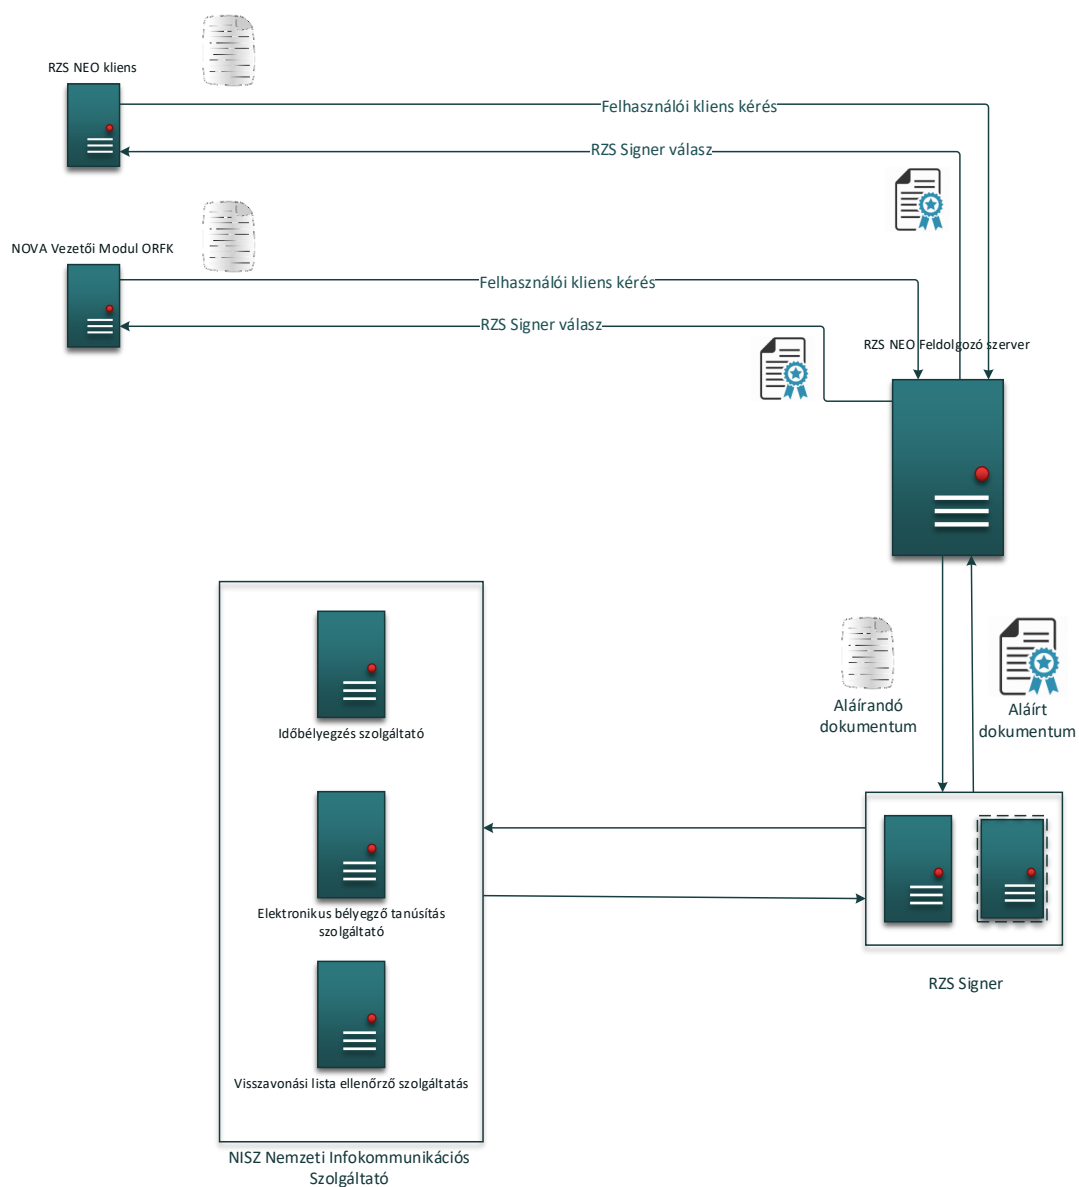 RZS NEO kliens
Felhasználói kliens kérés
RZS Signer válasz
NOVA Vezetői Modul ORFK
Felhasználói kliens kérés
RZS Signer válasz
RZS NEO Feldolgozó szerver
Aláírandó
dokumentum
Aláírt
dokumentum
Időbélyegzés szolgáltató
Elektronikus bélyegző tanúsítás
szolgáltató
RZS Signer
Visszavonási lista ellenőrző szolgáltatás
NISZ Nemzeti Infokommunikációs
Szolgáltató